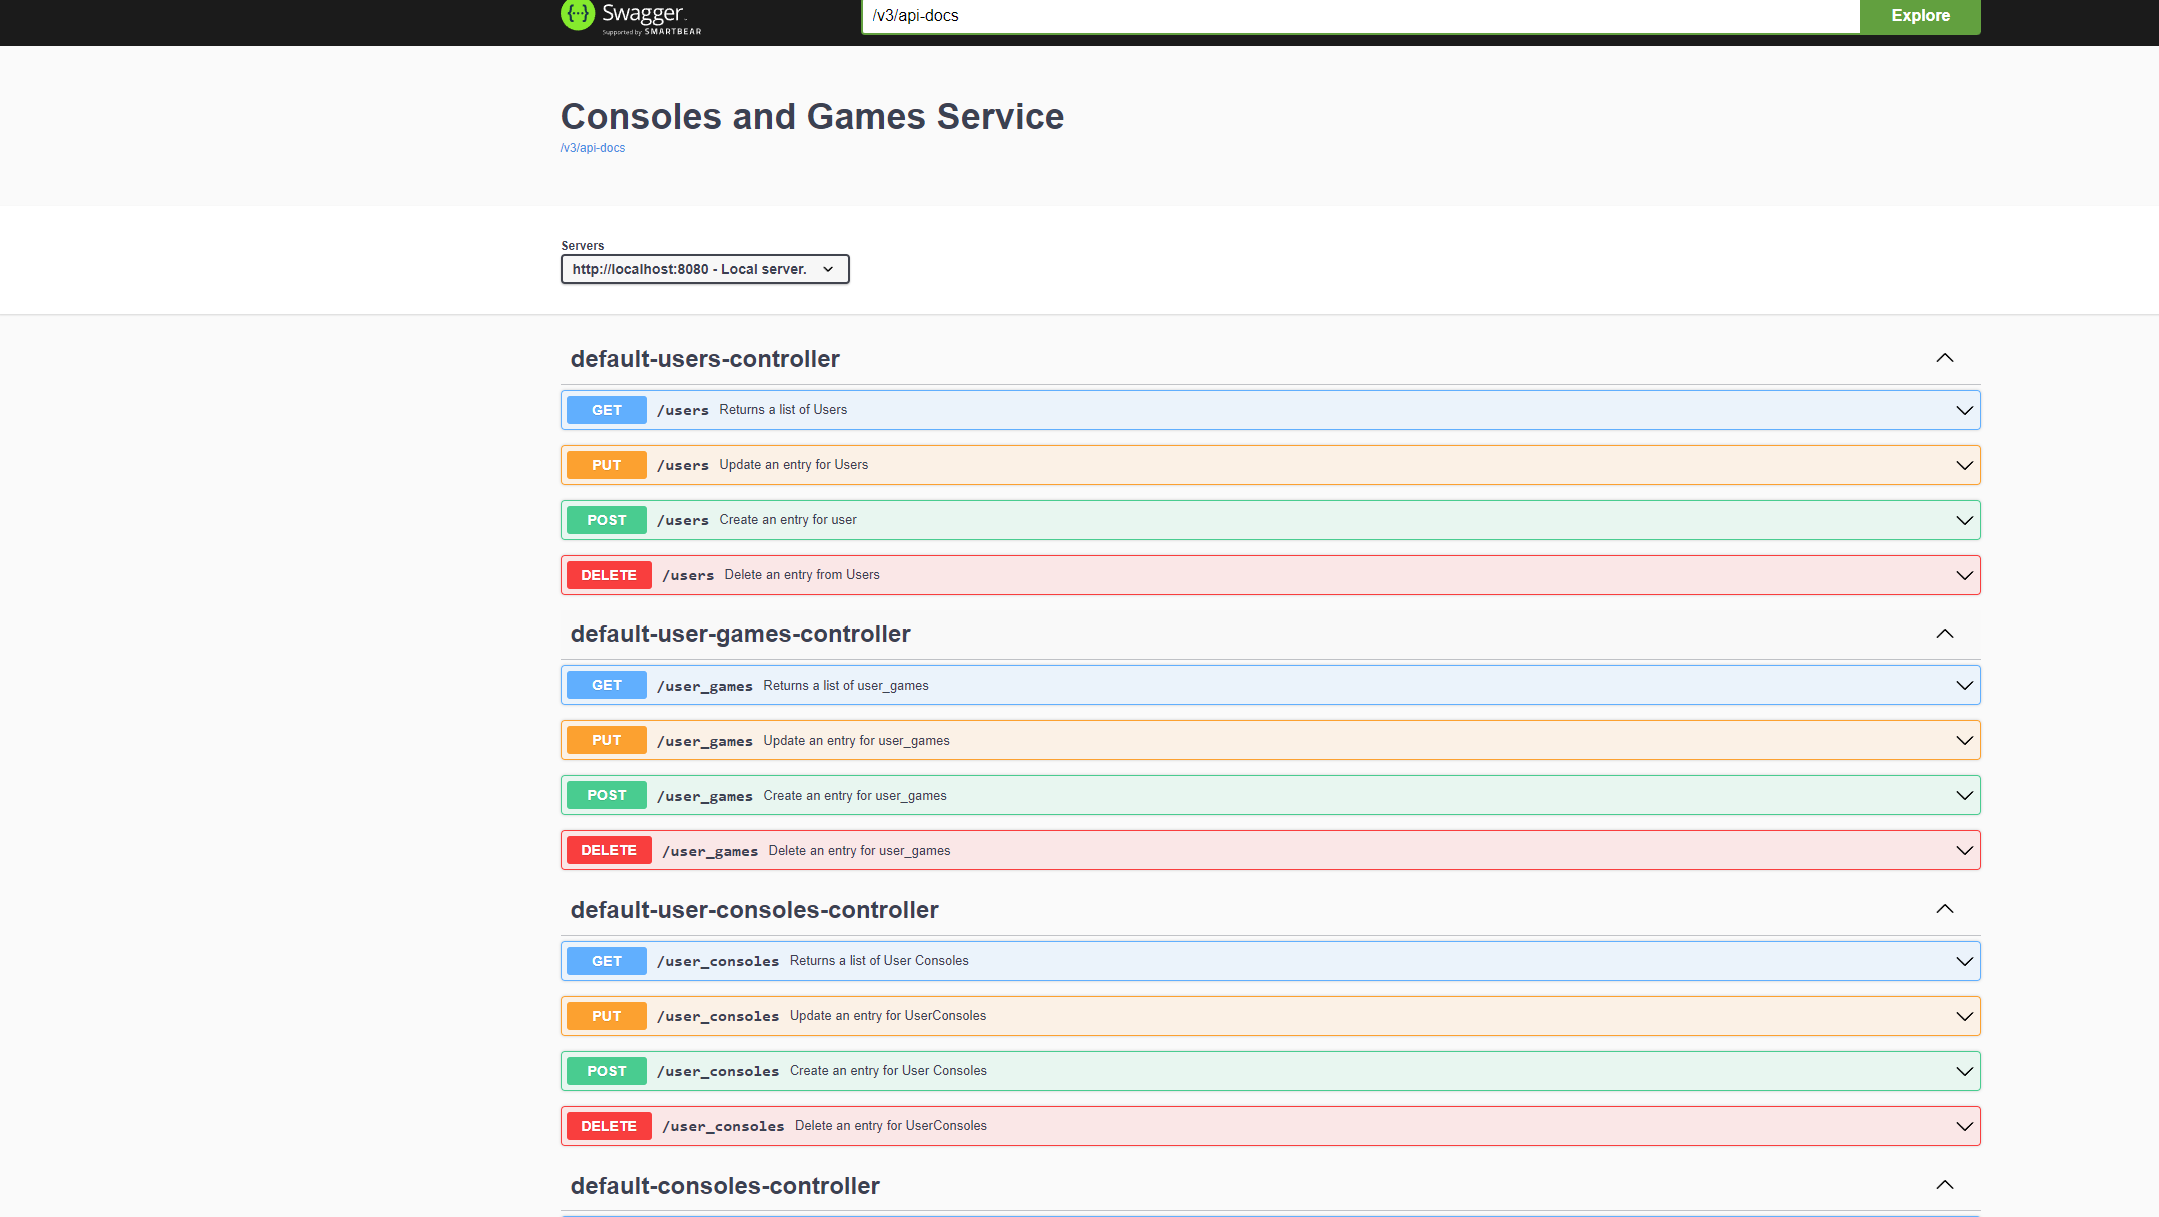 Swagger.
Supported by SMARTBEAR
/v3/api-docs
Explore
Consoles and Games Service
/v3/api-docs
Servers
http://localhost:8080 - Local server.
default-users-controller
GET /users Returns a list of Users
PUT /users Update an entry for Users
POST /users Create an entry for user
DELETE /users Delete an entry from Users
default-user-games-controller
GET /user_games Returns a list of user_games
PUT /user_games Update an entry for user_games
POST /user_games Create an entry for user_games
DELETE /user_games Delete an entry for user_games
default-user-consoles-controller
GET /user_consoles Returns a list of User Consoles
PUT /user_consoles Update an entry for UserConsoles
POST /user_consoles Create an entry for User Consoles
DELETE /user_consoles Delete an entry for UserConsoles
default-consoles-controller